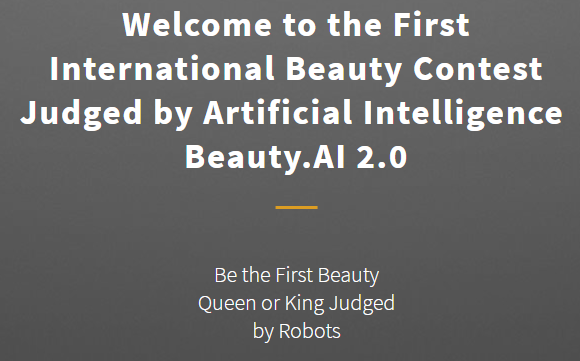 Welcome to the First
International Beauty Contest
Judged by Artificial Intelligence
Beauty.AI 2.0
Be the First Beauty
Queen or King Judged
by Robots